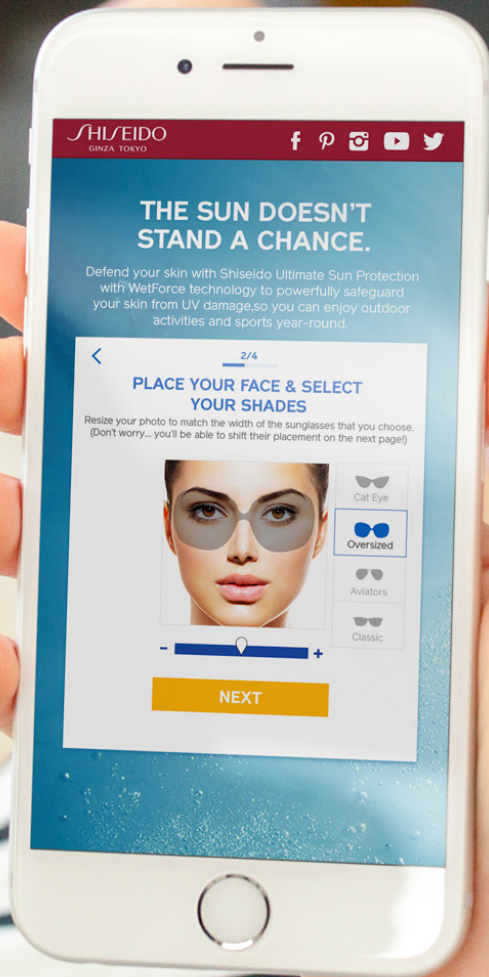 SHISEIDO
GINZA TOKYO
THE SUN DOESN'T
STAND A CHANCE.
Defend your skin with Shiseido Ultimate Sun Protection
with WetForce technology to powerfully safeguard
your skin from UV damage,so you can enjoy outdoor
activities and sports year-round.
2/4
PLACE YOUR FACE & SELECT
YOUR SHADES
Resize your photo to match the width of the sunglasses that you choose.
(Don't worry... you'll be able to shift their placement on the next page!)
Cat Eye
Oversized
Aviators
Classic
- +
NEXT